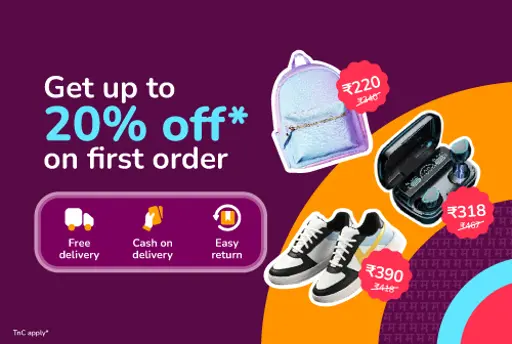 Get up to
20% off*
on first order
Free
delivery
Cash on
delivery
Easy
return
₹220
₹318
₹390
TnC apply*